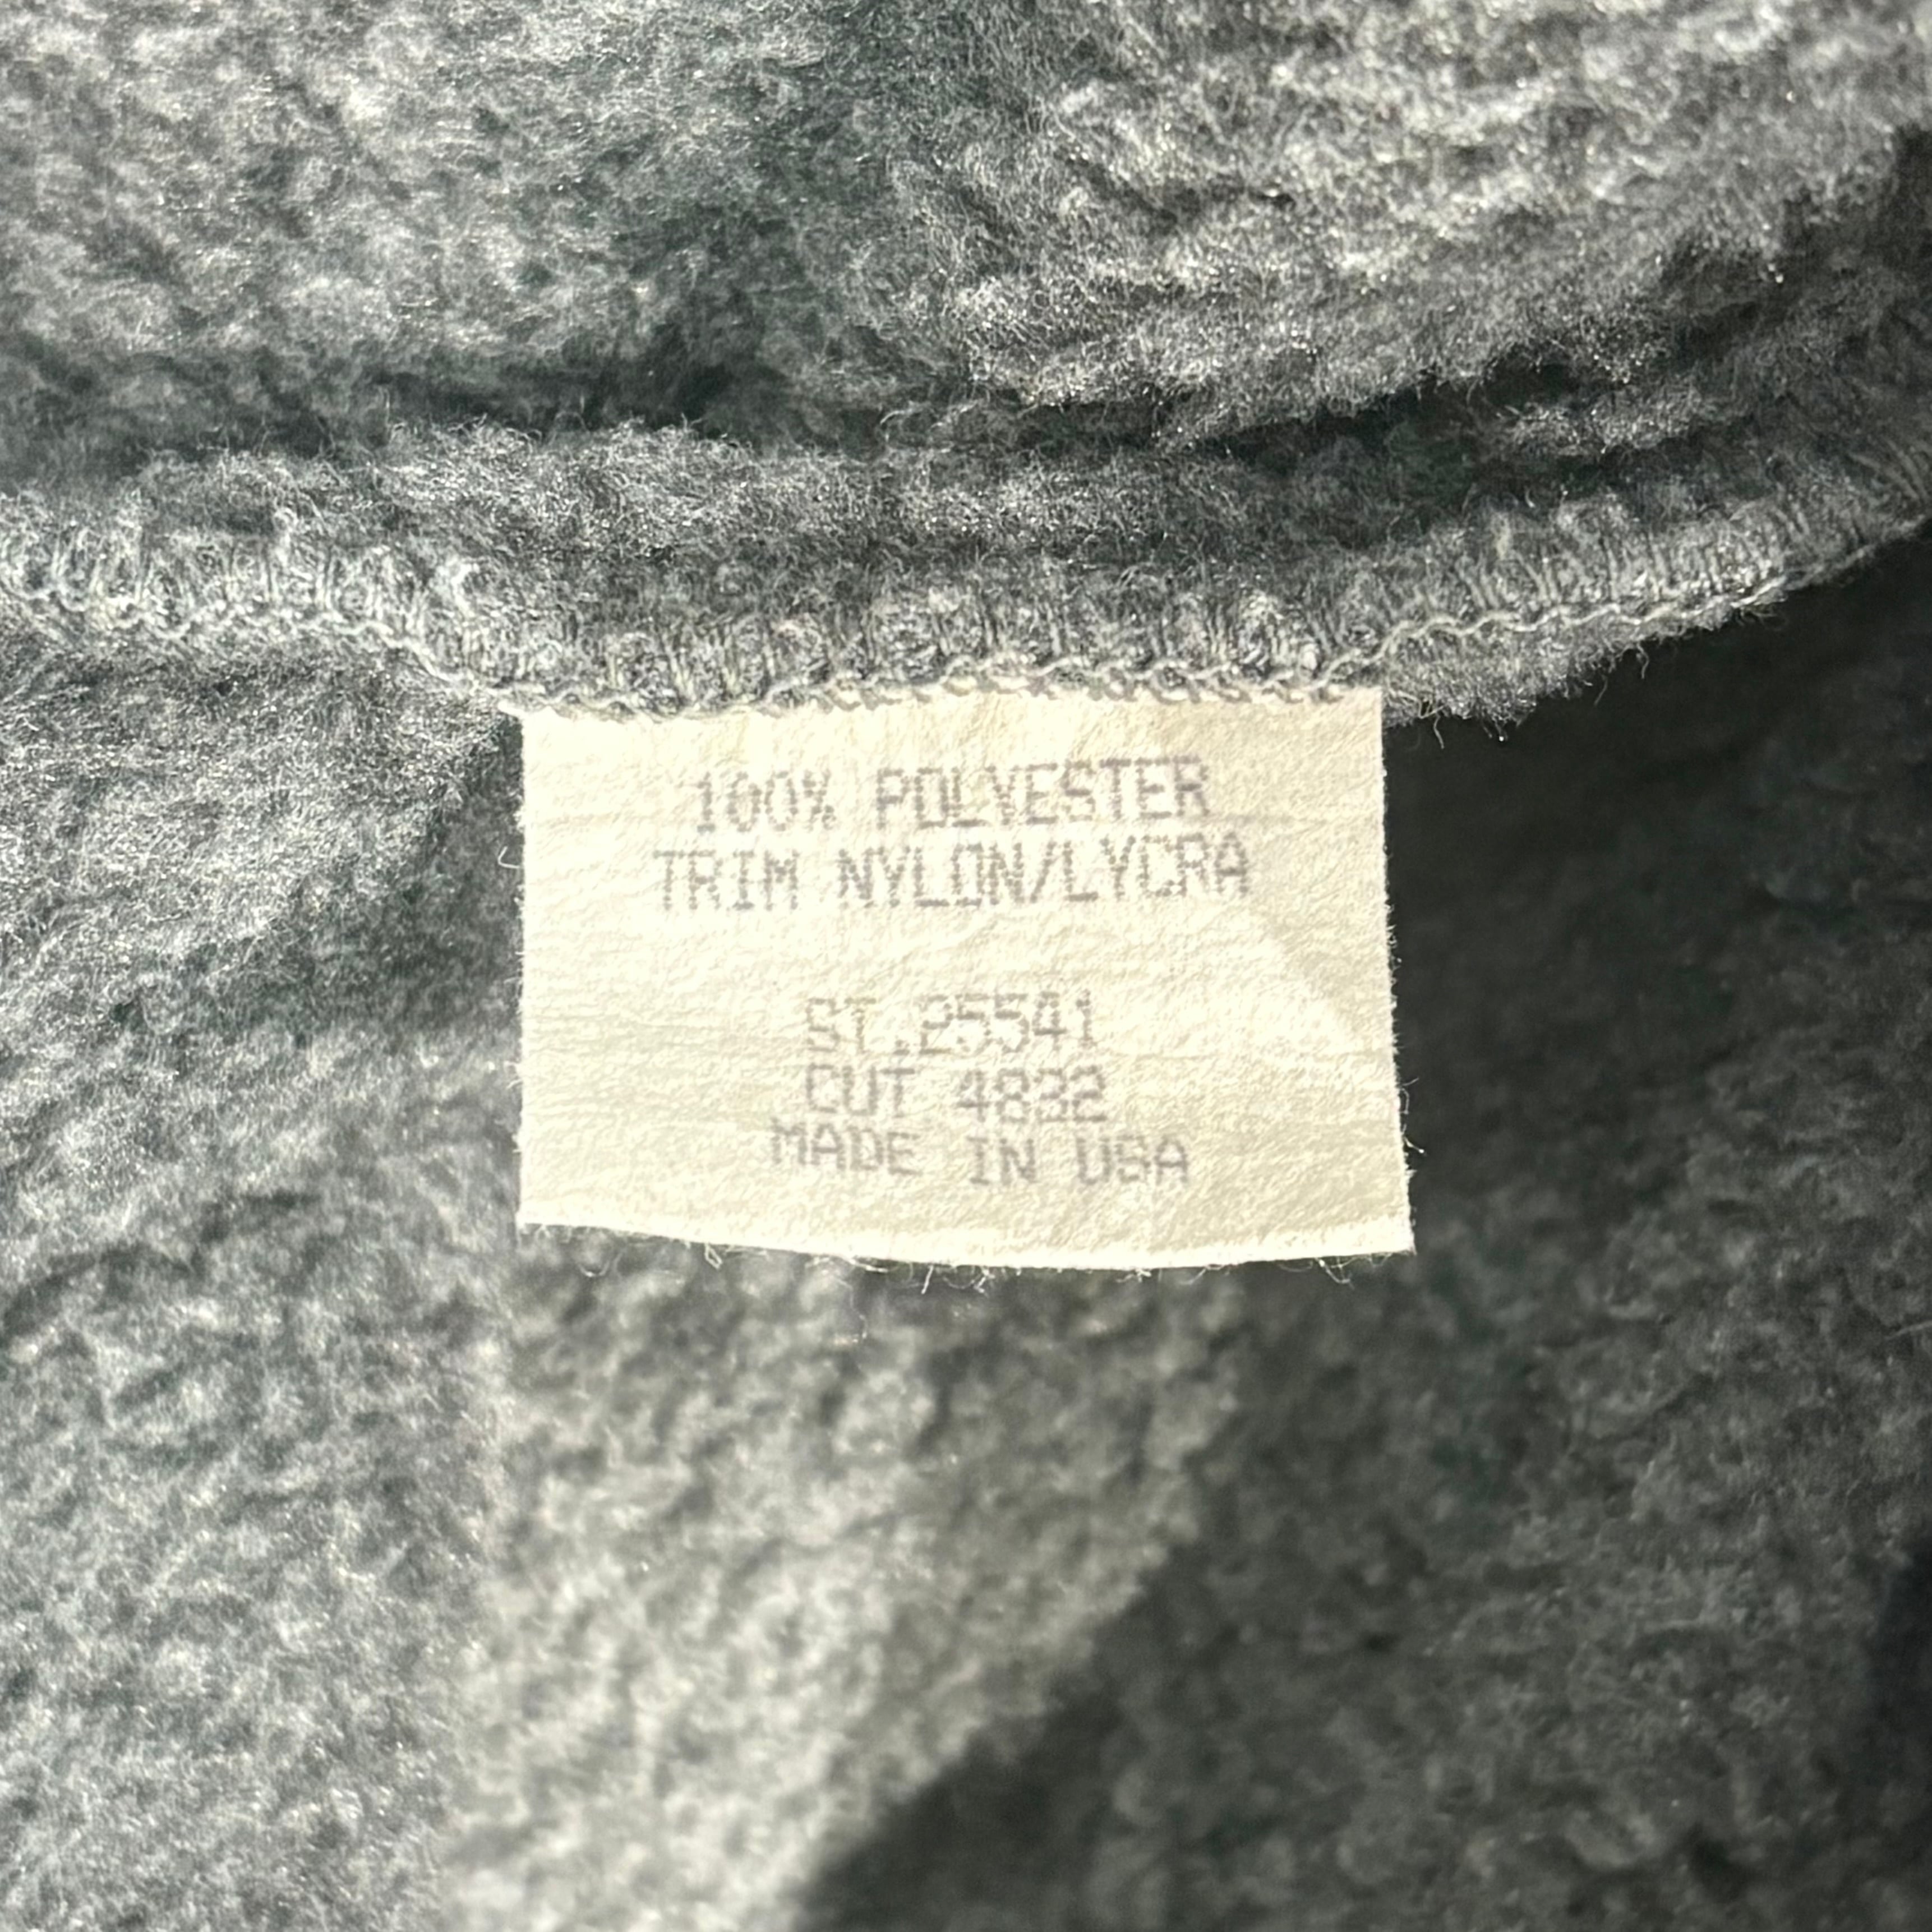 100% POLYESTER
TRIM NYLON/LYCRA
ST.25541
CUT 4832
MADE IN USA